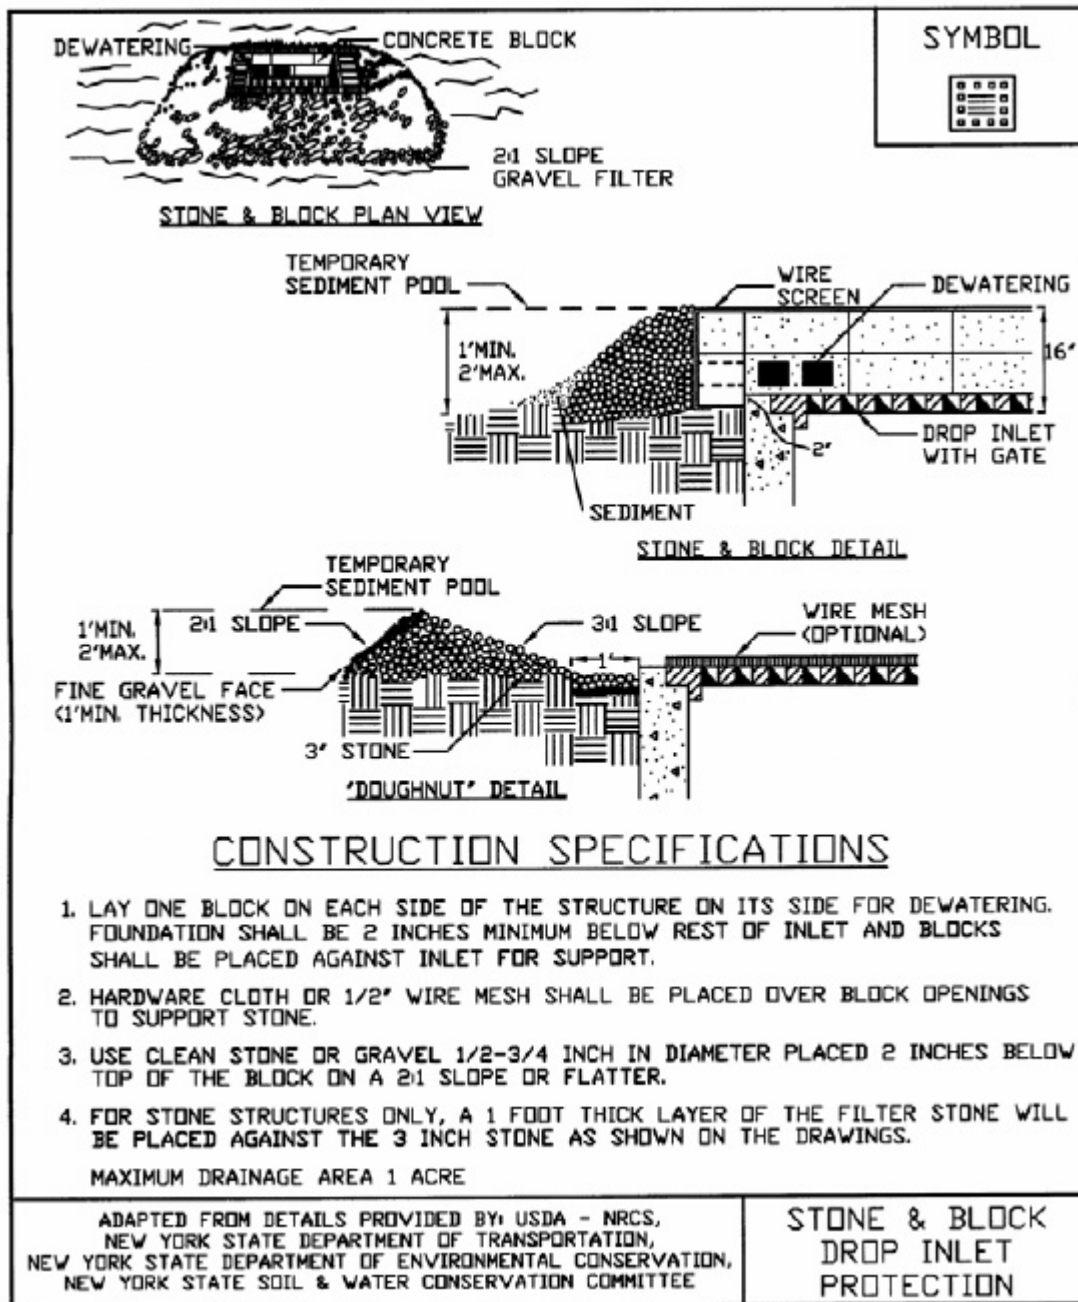 DEWATERING
CONCRETE BLOCK
SYMBOL
2:1 SLOPE
GRAVEL FILTER
STONE & BLOCK PLAN VIEW
TEMPORARY
SEDIMENT POOL
WIRE
SCREEN
DEWATERING
1'MIN.
2'MAX.
16"
2"
DROP INLET
WITH GATE
SEDIMENT
STONE & BLOCK DETAIL
TEMPORARY
SEDIMENT POOL
1'MIN.
2'MAX.
2:1 SLOPE
3:1 SLOPE
WIRE MESH
(OPTIONAL)
1'
FINE GRAVEL FACE
(1'MIN. THICKNESS)
3" STONE
"DOUGHNUT" DETAIL
CONSTRUCTION SPECIFICATIONS
1. LAY ONE BLOCK ON EACH SIDE OF THE STRUCTURE ON ITS SIDE FOR DEWATERING.
FOUNDATION SHALL BE 2 INCHES MINIMUM BELOW REST OF INLET AND BLOCKS
SHALL BE PLACED AGAINST INLET FOR SUPPORT.
2. HARDWARE CLOTH OR 1/2" WIRE MESH SHALL BE PLACED OVER BLOCK OPENINGS
TO SUPPORT STONE.
3. USE CLEAN STONE OR GRAVEL 1/2-3/4 INCH IN DIAMETER PLACED 2 INCHES BELOW
TOP OF THE BLOCK ON A 2:1 SLOPE OR FLATTER.
4. FOR STONE STRUCTURES ONLY, A 1 FOOT THICK LAYER OF THE FILTER STONE WILL
BE PLACED AGAINST THE 3 INCH STONE AS SHOWN ON THE DRAWINGS.
MAXIMUM DRAINAGE AREA 1 ACRE
ADAPTED FROM DETAILS PROVIDED BY: USDA - NRCS,
NEW YORK STATE DEPARTMENT OF TRANSPORTATION,
NEW YORK STATE DEPARTMENT OF ENVIRONMENTAL CONSERVATION,
NEW YORK STATE SOIL & WATER CONSERVATION COMMITTEE
STONE & BLOCK
DROP INLET
PROTECTION